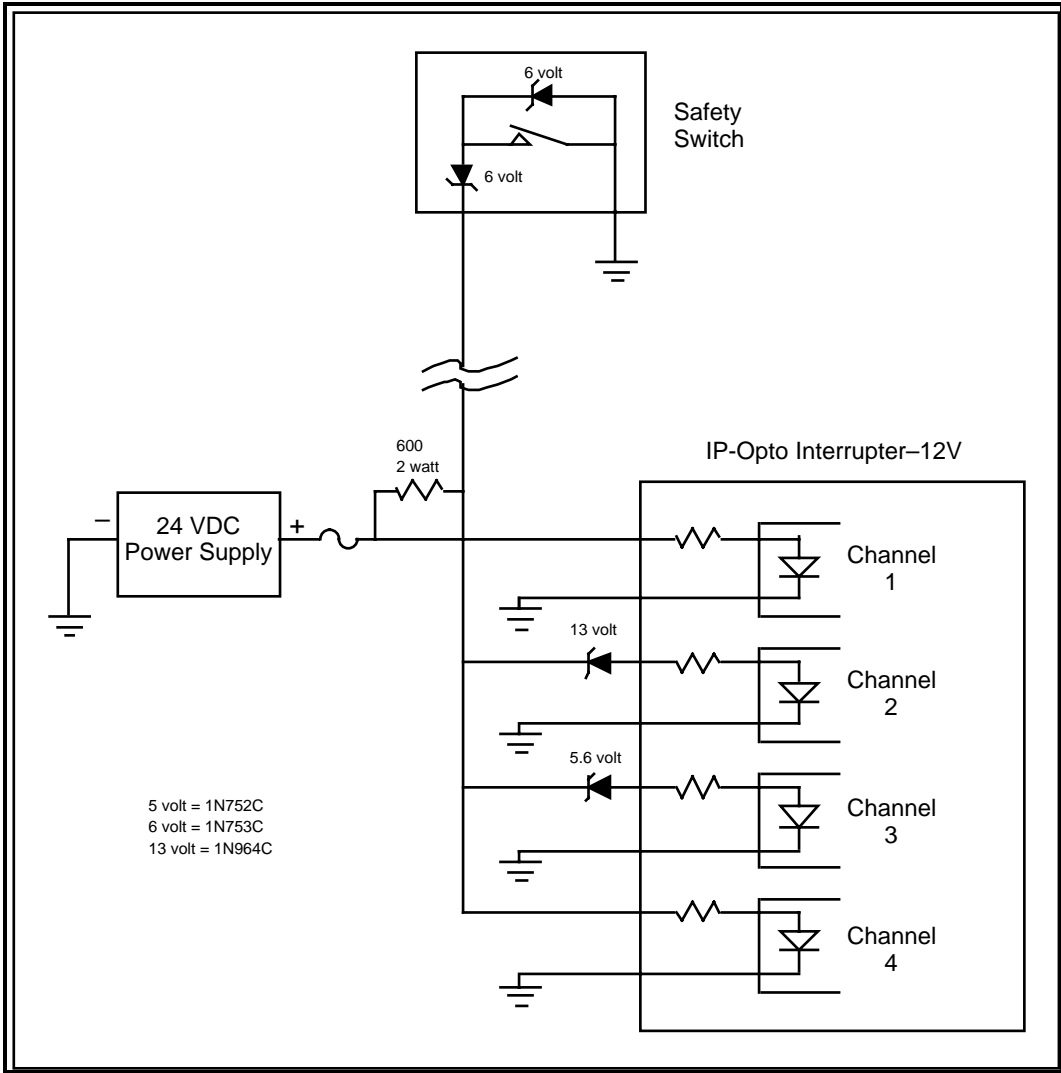 6 volt
Safety
Switch
6 volt
600
2 watt
IP-Opto Interrupter–12V
–
24 VDC
Power Supply
+
Channel
1
13 volt
Channel
2
5.6 volt
Channel
3
5 volt = 1N752C
6 volt = 1N753C
13 volt = 1N964C
Channel
4